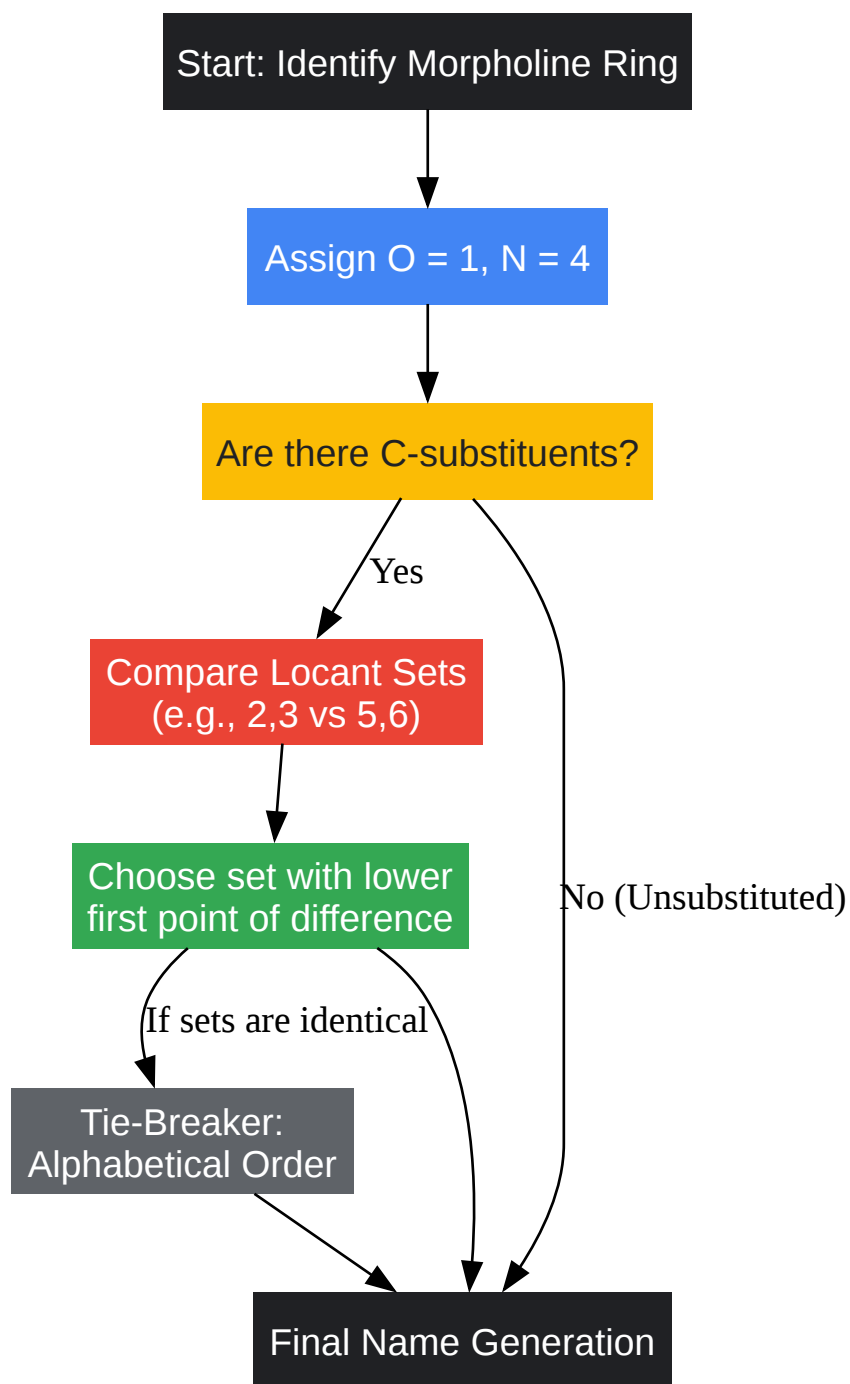 Start: Identify Morpholine Ring
Assign O = 1, N = 4
Are there C-substituents?
Yes
Compare Locant Sets
(e.g., 2,3 vs 5,6)
Choose set with lower
first point of difference
No (Unsubstituted)
If sets are identical
Tie-Breaker:
Alphabetical Order
Final Name Generation